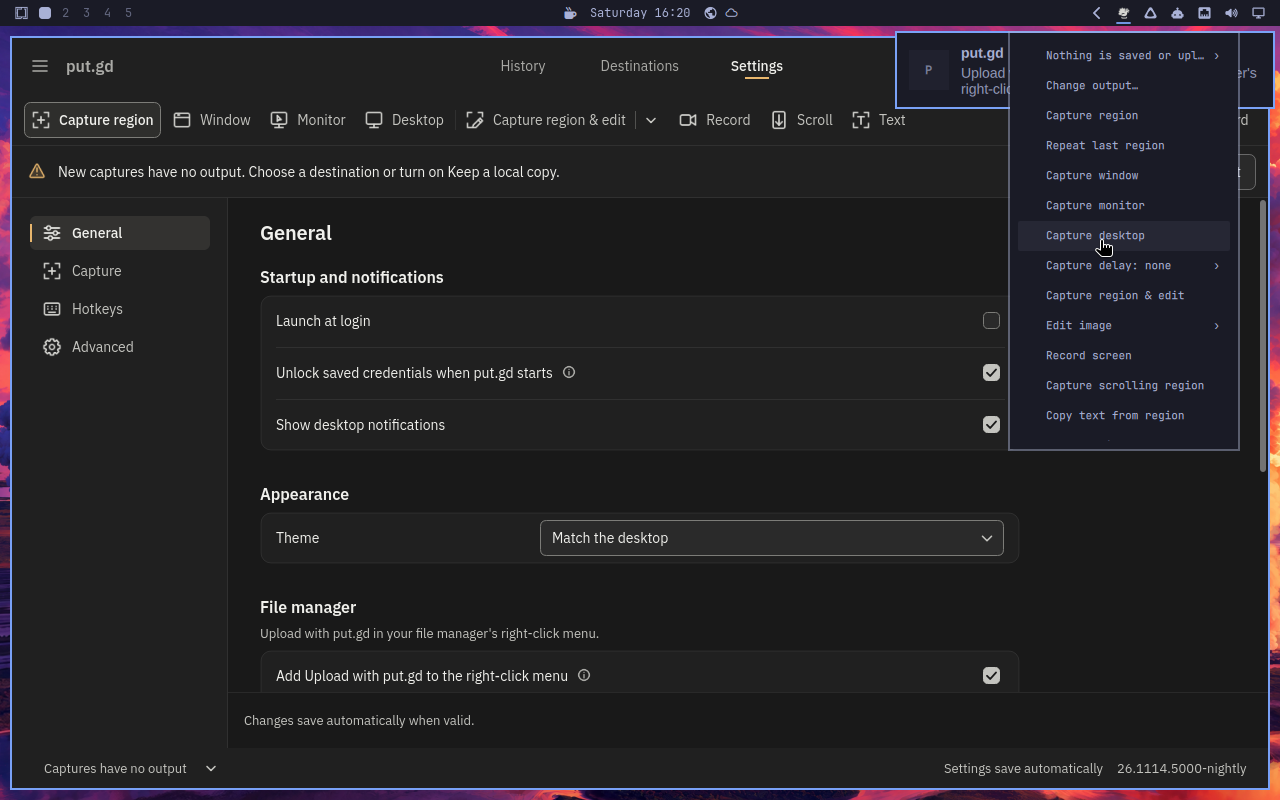 2 3 4 5
Saturday 16:20
put.gd
History
Destinations
Settings
P
put.gd
Upload
r's
right-clic
Capture region
Window
Monitor
Desktop
Capture region & edit
Record
Scroll
Text
rd
New captures have no output. Choose a destination or turn on Keep a local copy.
t
General
Capture
Hotkeys
Advanced
General
Startup and notifications
Launch at login
Unlock saved credentials when put.gd starts
Show desktop notifications
Appearance
Theme
Match the desktop
File manager
Upload with put.gd in your file manager's right-click menu.
Add Upload with put.gd to the right-click menu
Changes save automatically when valid.
Nothing is saved or upl…
Change output…
Capture region
Repeat last region
Capture window
Capture monitor
Capture desktop
Capture delay: none
Capture region & edit
Edit image
Record screen
Capture scrolling region
Copy text from region
Captures have no output
Settings save automatically
26.1114.5000-nightly